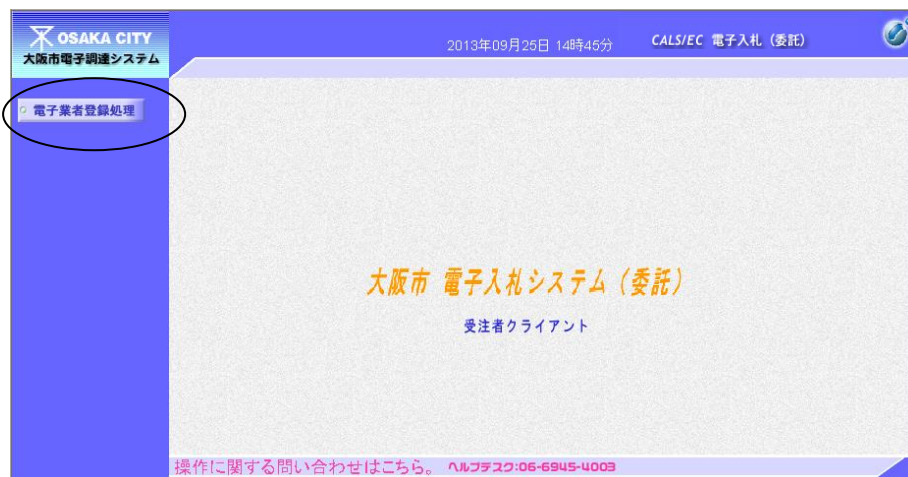 OSAKA CITY
大阪市電子調達システム
2013年09月25日 14時45分
CALS/EC 電子入札（委託）
電子業者登録処理
大阪市 電子入札システム（委託）
受注者クライアント
操作に関する問い合わせはこちら。 ヘルプデスク:06-6945-4003